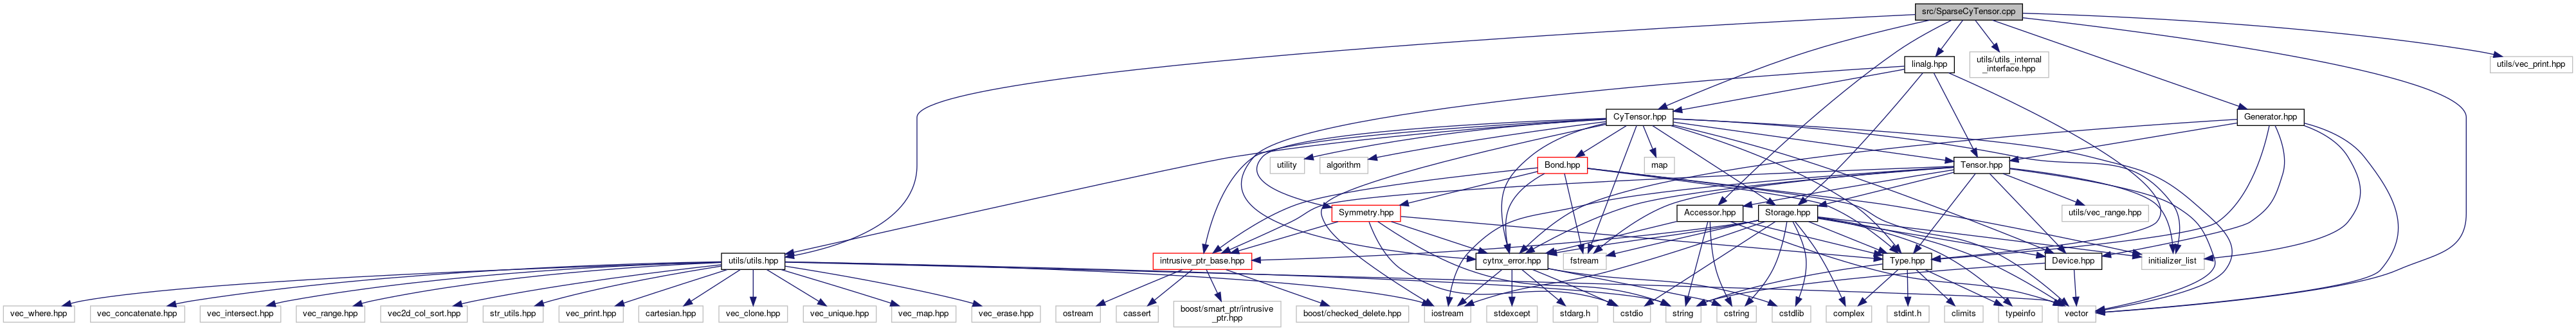 src/SparseCyTensor.cpp
linalg.hpp
utils/utils_internal
_interface.hpp
utils/vec_print.hpp
CyTensor.hpp
Generator.hpp
utility
algorithm
Bond.hpp
map
Tensor.hpp
Symmetry.hpp
Accessor.hpp
Storage.hpp
utils/vec_range.hpp
utils/utils.hpp
intrusive_ptr_base.hpp
cytnx_error.hpp
fstream
Type.hpp
Device.hpp
initializer_list
vec_where.hpp
vec_concatenate.hpp
vec_intersect.hpp
vec_range.hpp
vec2d_col_sort.hpp
str_utils.hpp
vec_print.hpp
cartesian.hpp
vec_clone.hpp
vec_unique.hpp
vec_map.hpp
vec_erase.hpp
ostream
cassert
boost/smart_ptr/intrusive
_ptr.hpp
boost/checked_delete.hpp
iostream
stdexcept
stdarg.h
cstdio
string
cstring
cstdlib
complex
stdint.h
climits
typeinfo
vector